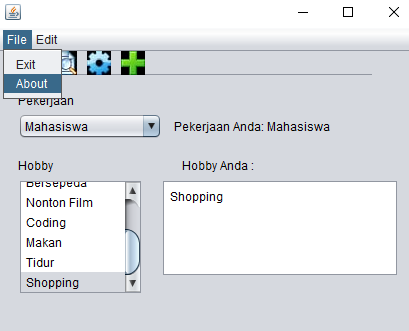 File Edit
Exit
About
Pekerjaan
Mahasiswa
Pekerjaan Anda: Mahasiswa
Hobby
Hobby Anda :
Bersepeda
Nonton Film
Coding
Makan
Tidur
Shopping
Shopping